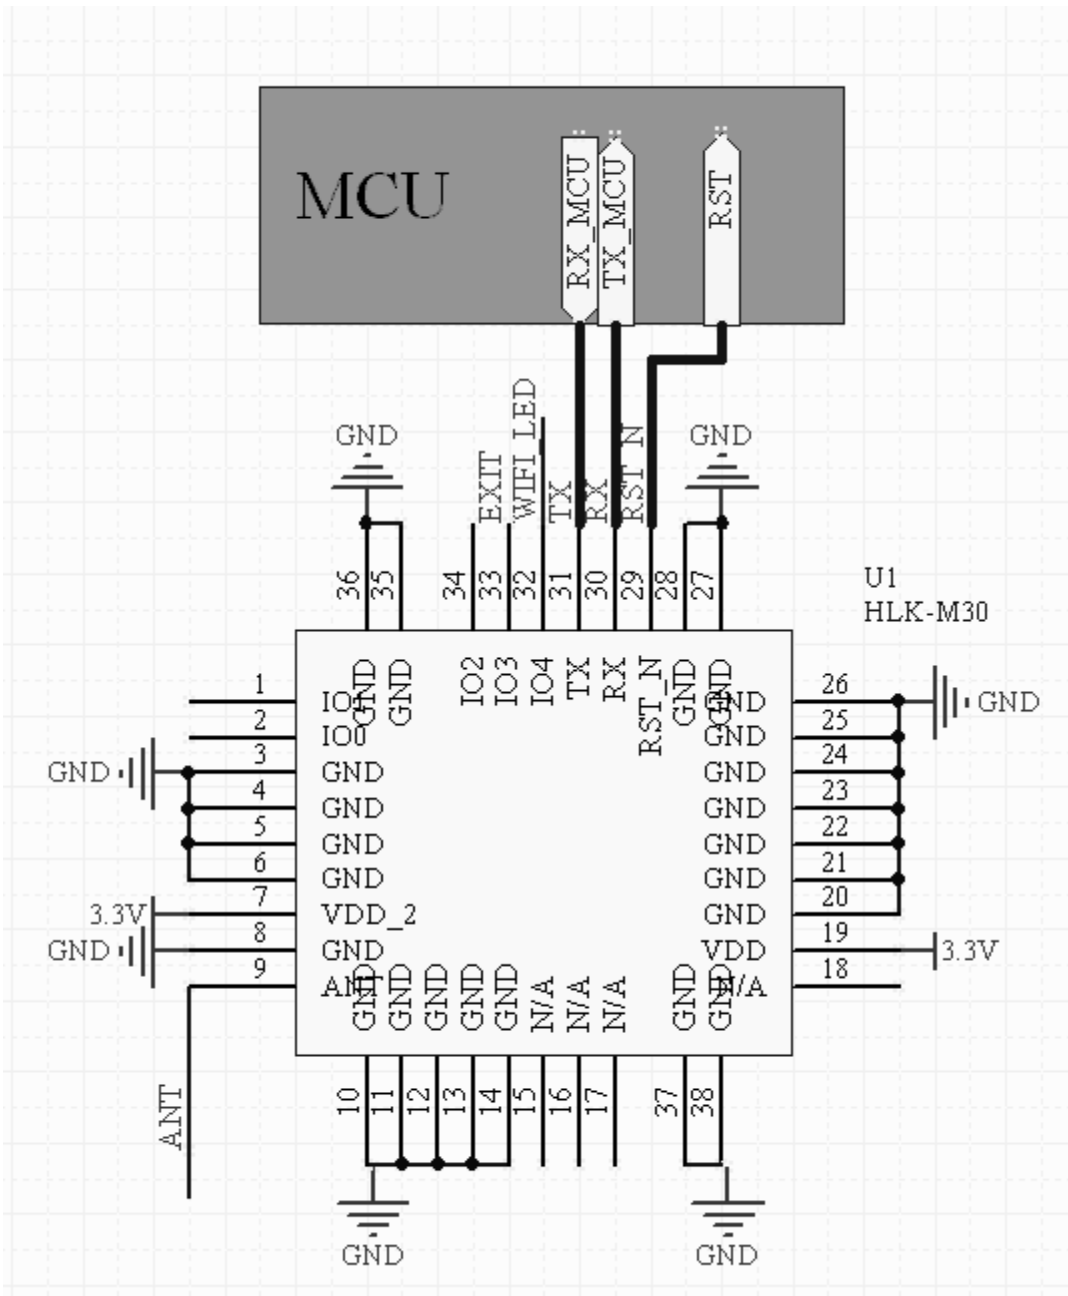 MCU
RX_MCU
TX_MCU
RST
GND
EXIT
WIFI_LED
TX
RX
RST_N
GND
36
35
34
33
32
31
30
29
28
27
U1
HLK-M30
GND
GND
IO2
IO3
IO4
TX
RX
RST_N
GND
GND
1
IO1
2
IO0
GND
3
GND
4
GND
5
GND
6
GND
3.3V
7
VDD_2
GND
8
GND
9
ANT
26
GND
GND
25
GND
24
GND
23
GND
22
GND
21
GND
20
GND
19
VDD
3.3V
18
N/A
GND
GND
GND
GND
GND
N/A
N/A
N/A
GND
GND
10
11
12
13
14
15
16
17
37
38
ANT
GND
GND